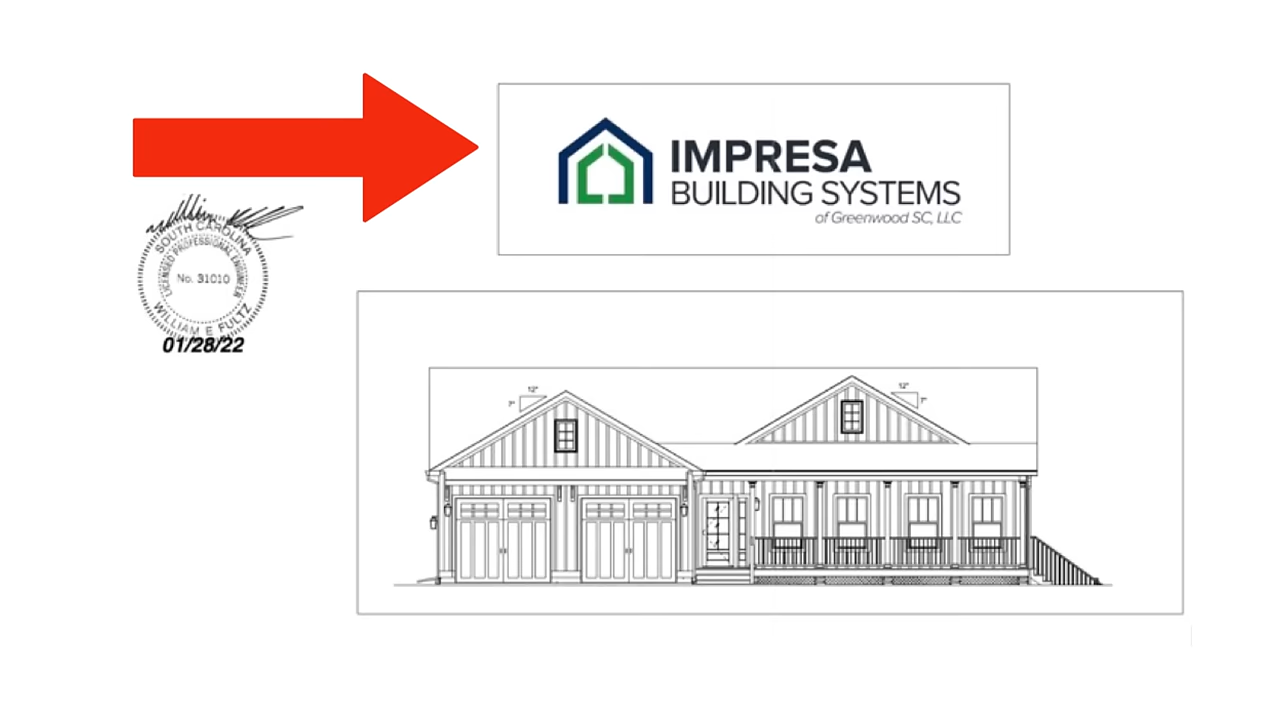 IMPRESA
BUILDING SYSTEMS
of Greenwood SC, LLC
SOUTH CAROLINA
LICENSED PROFESSIONAL ENGINEER
No. 31010
WILLIAM E FULTZ
01/28/22
12"
7"
12"
7"